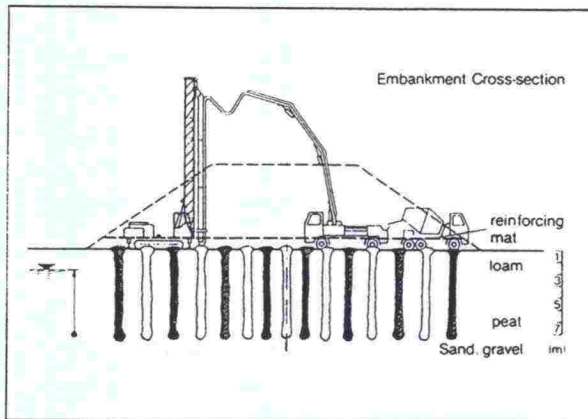 Embankment Cross-section
reinforcing
mat
loam
1
3
5
peat
7
Sand, gravel
(m)